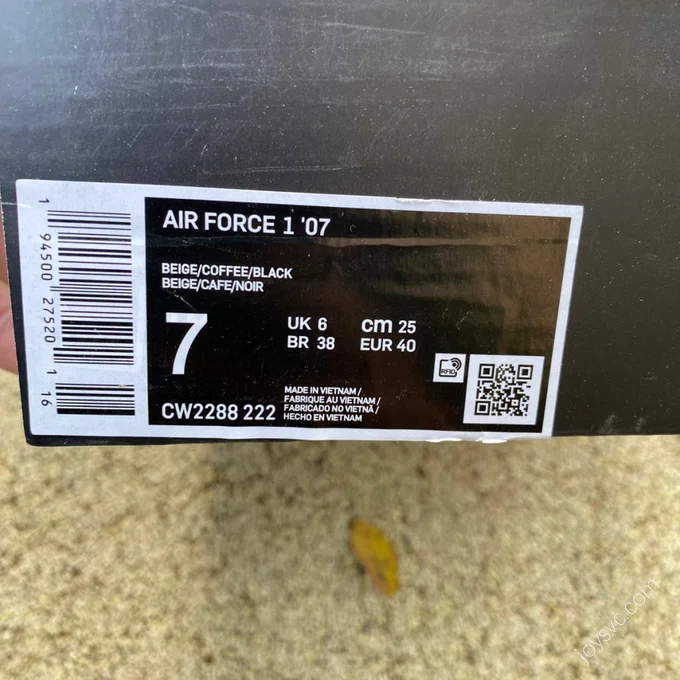 AIR FORCE 1 '07
BEIGE/COFFEE/BLACK
BEIGE/CAFE/NOIR
7
UK 6 cm 25
BR 38 EUR 40
CW2288 222
MADE IN VIETNAM /
FABRIQUE AU VIETNAM /
FABRICADO NO VIETNÃ /
HECHO EN VIETNAM
RFID
1 94500 27520 1 16
joysvc.com